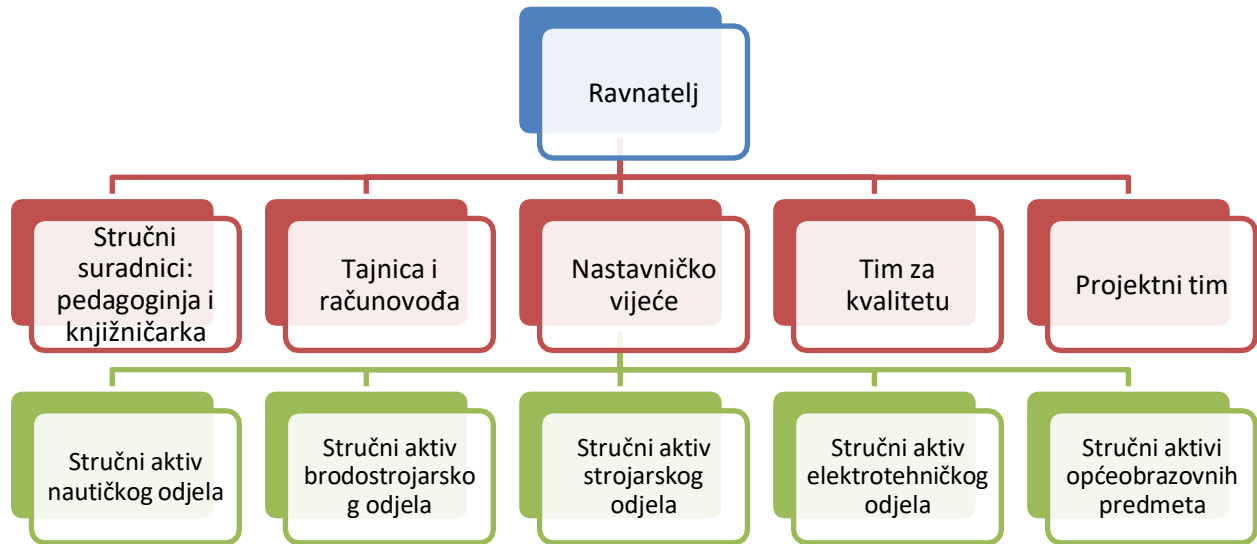 Ravnatelj
Stručni
suradnici:
pedagoginja i
knjižničarka
Tajnica i
računovođa
Nastavničko
vijeće
Tim za
kvalitetu
Projektni tim
Stručni aktiv
nautičkog odjela
Stručni aktiv
brodostrojarsko
g odjela
Stručni aktiv
strojarskog
odjela
Stručni aktiv
elektrotehničkog
odjela
Stručni aktivi
općeobrazovnih
predmeta